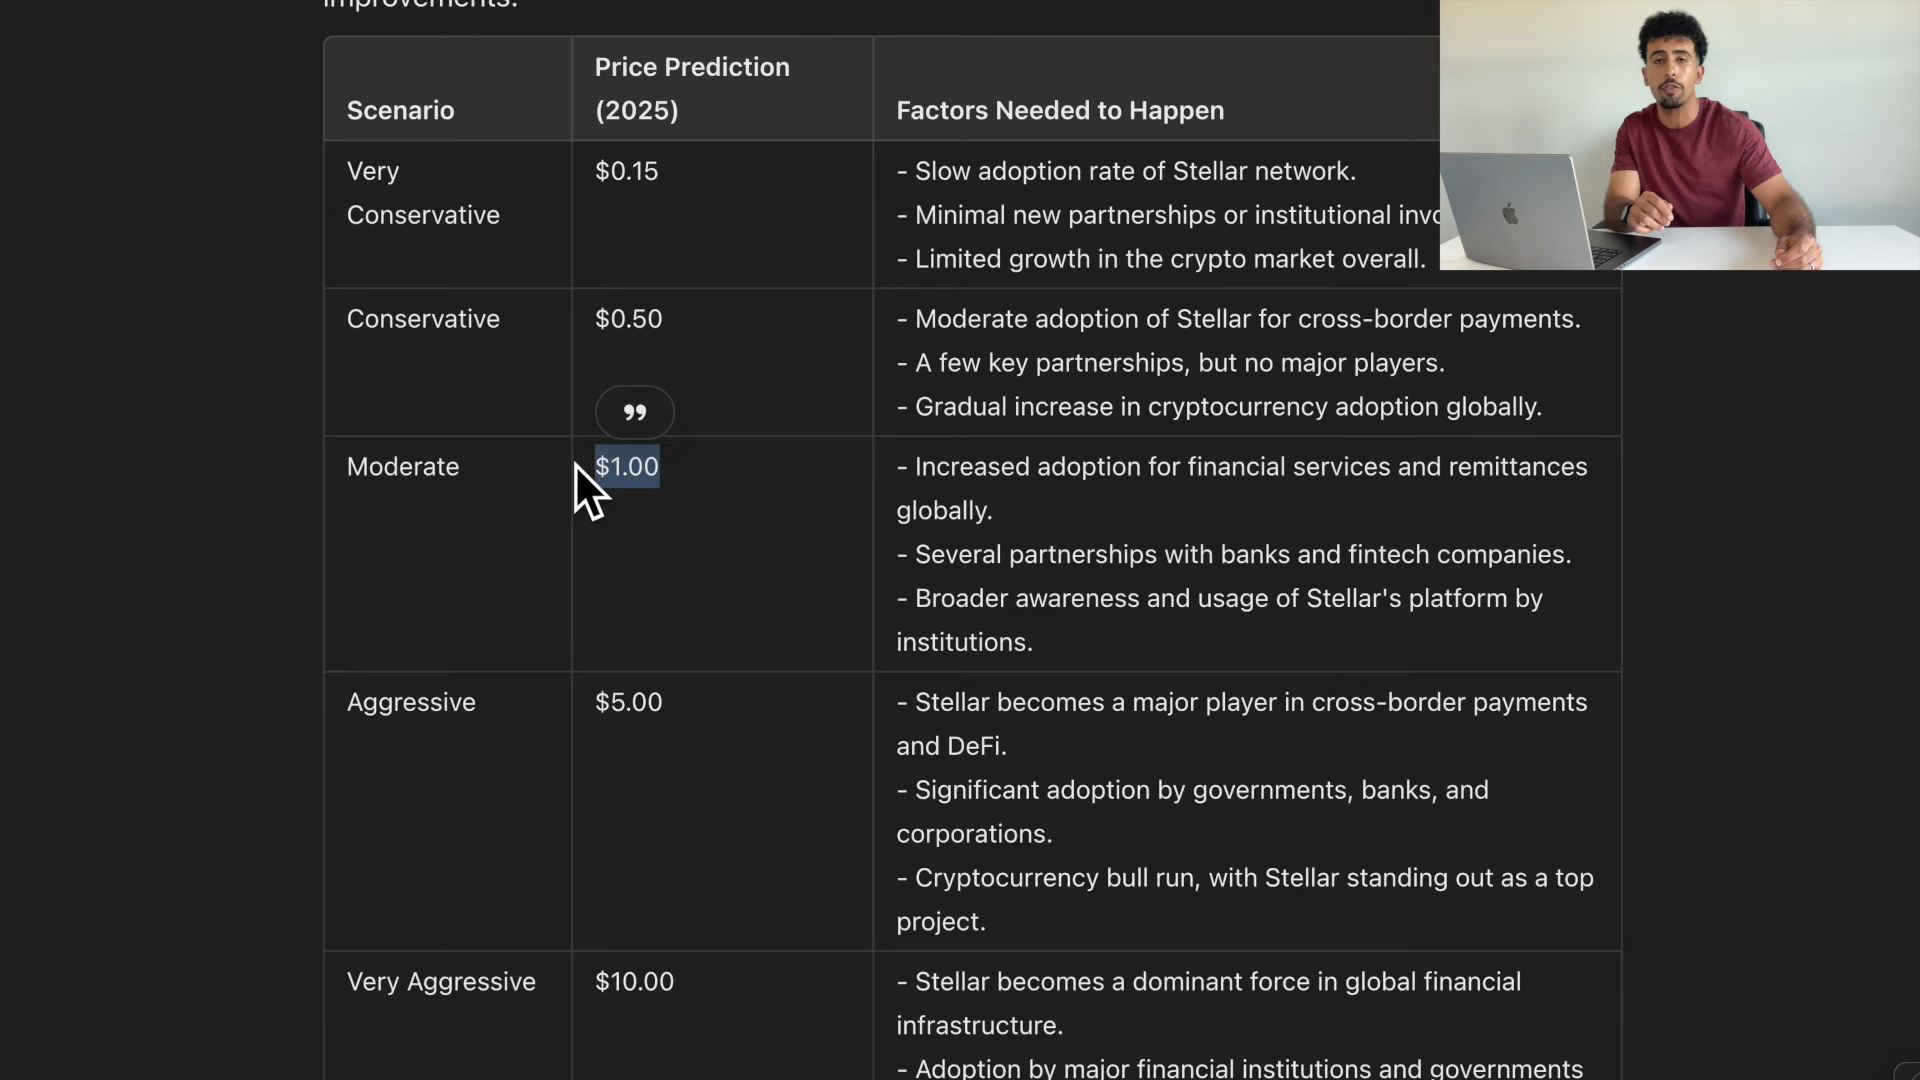 improvements.
Scenario
Price Prediction
(2025)
Factors Needed to Happen
Very
Conservative
$0.15
- Slow adoption rate of Stellar network.
- Minimal new partnerships or institutional
- Limited growth in the crypto market overall.
Conservative
$0.50
- Moderate adoption of Stellar for cross-border payments.
- A few key partnerships, but no major players.
- Gradual increase in cryptocurrency adoption globally.
Moderate
$1.00
- Increased adoption for financial services and remittances
globally.
- Several partnerships with banks and fintech companies.
- Broader awareness and usage of Stellar's platform by
institutions.
Aggressive
$5.00
- Stellar becomes a major player in cross-border payments
and DeFi.
- Significant adoption by governments, banks, and
corporations.
- Cryptocurrency bull run, with Stellar standing out as a top
project.
Very Aggressive
$10.00
- Stellar becomes a dominant force in global financial
infrastructure.
- Adoption by major financial institutions and governments